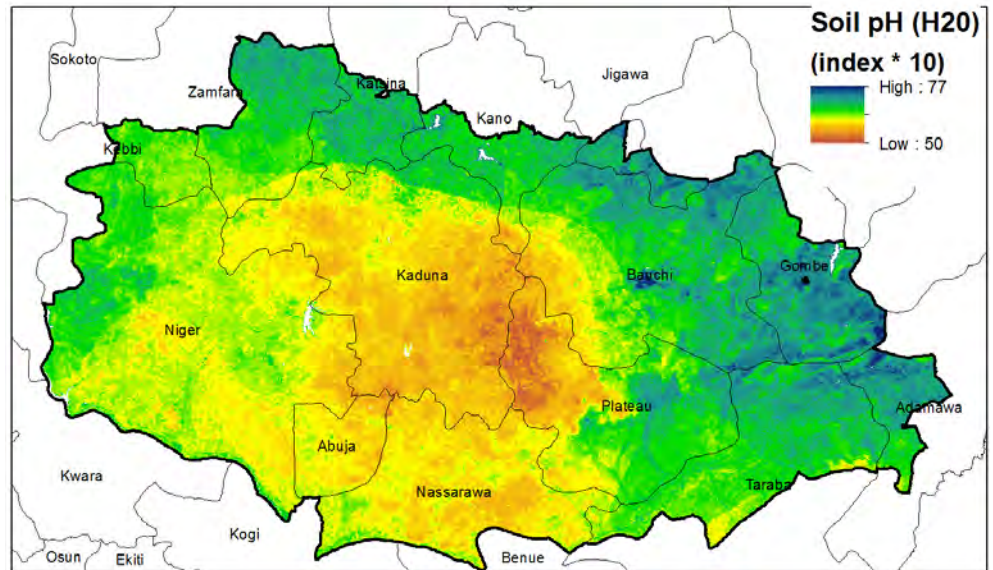 Soil pH (H20)
(index * 10)
High : 77
Low : 50
Sokoto
Zamfara
Katsina
Jigawa
Kano
Kebbi
Kaduna
Bauchi
Gombe
Niger
Plateau
Adamawa
Abuja
Kwara
Nassarawa
Taraba
Kogi
Osun
Ekiti
Benue